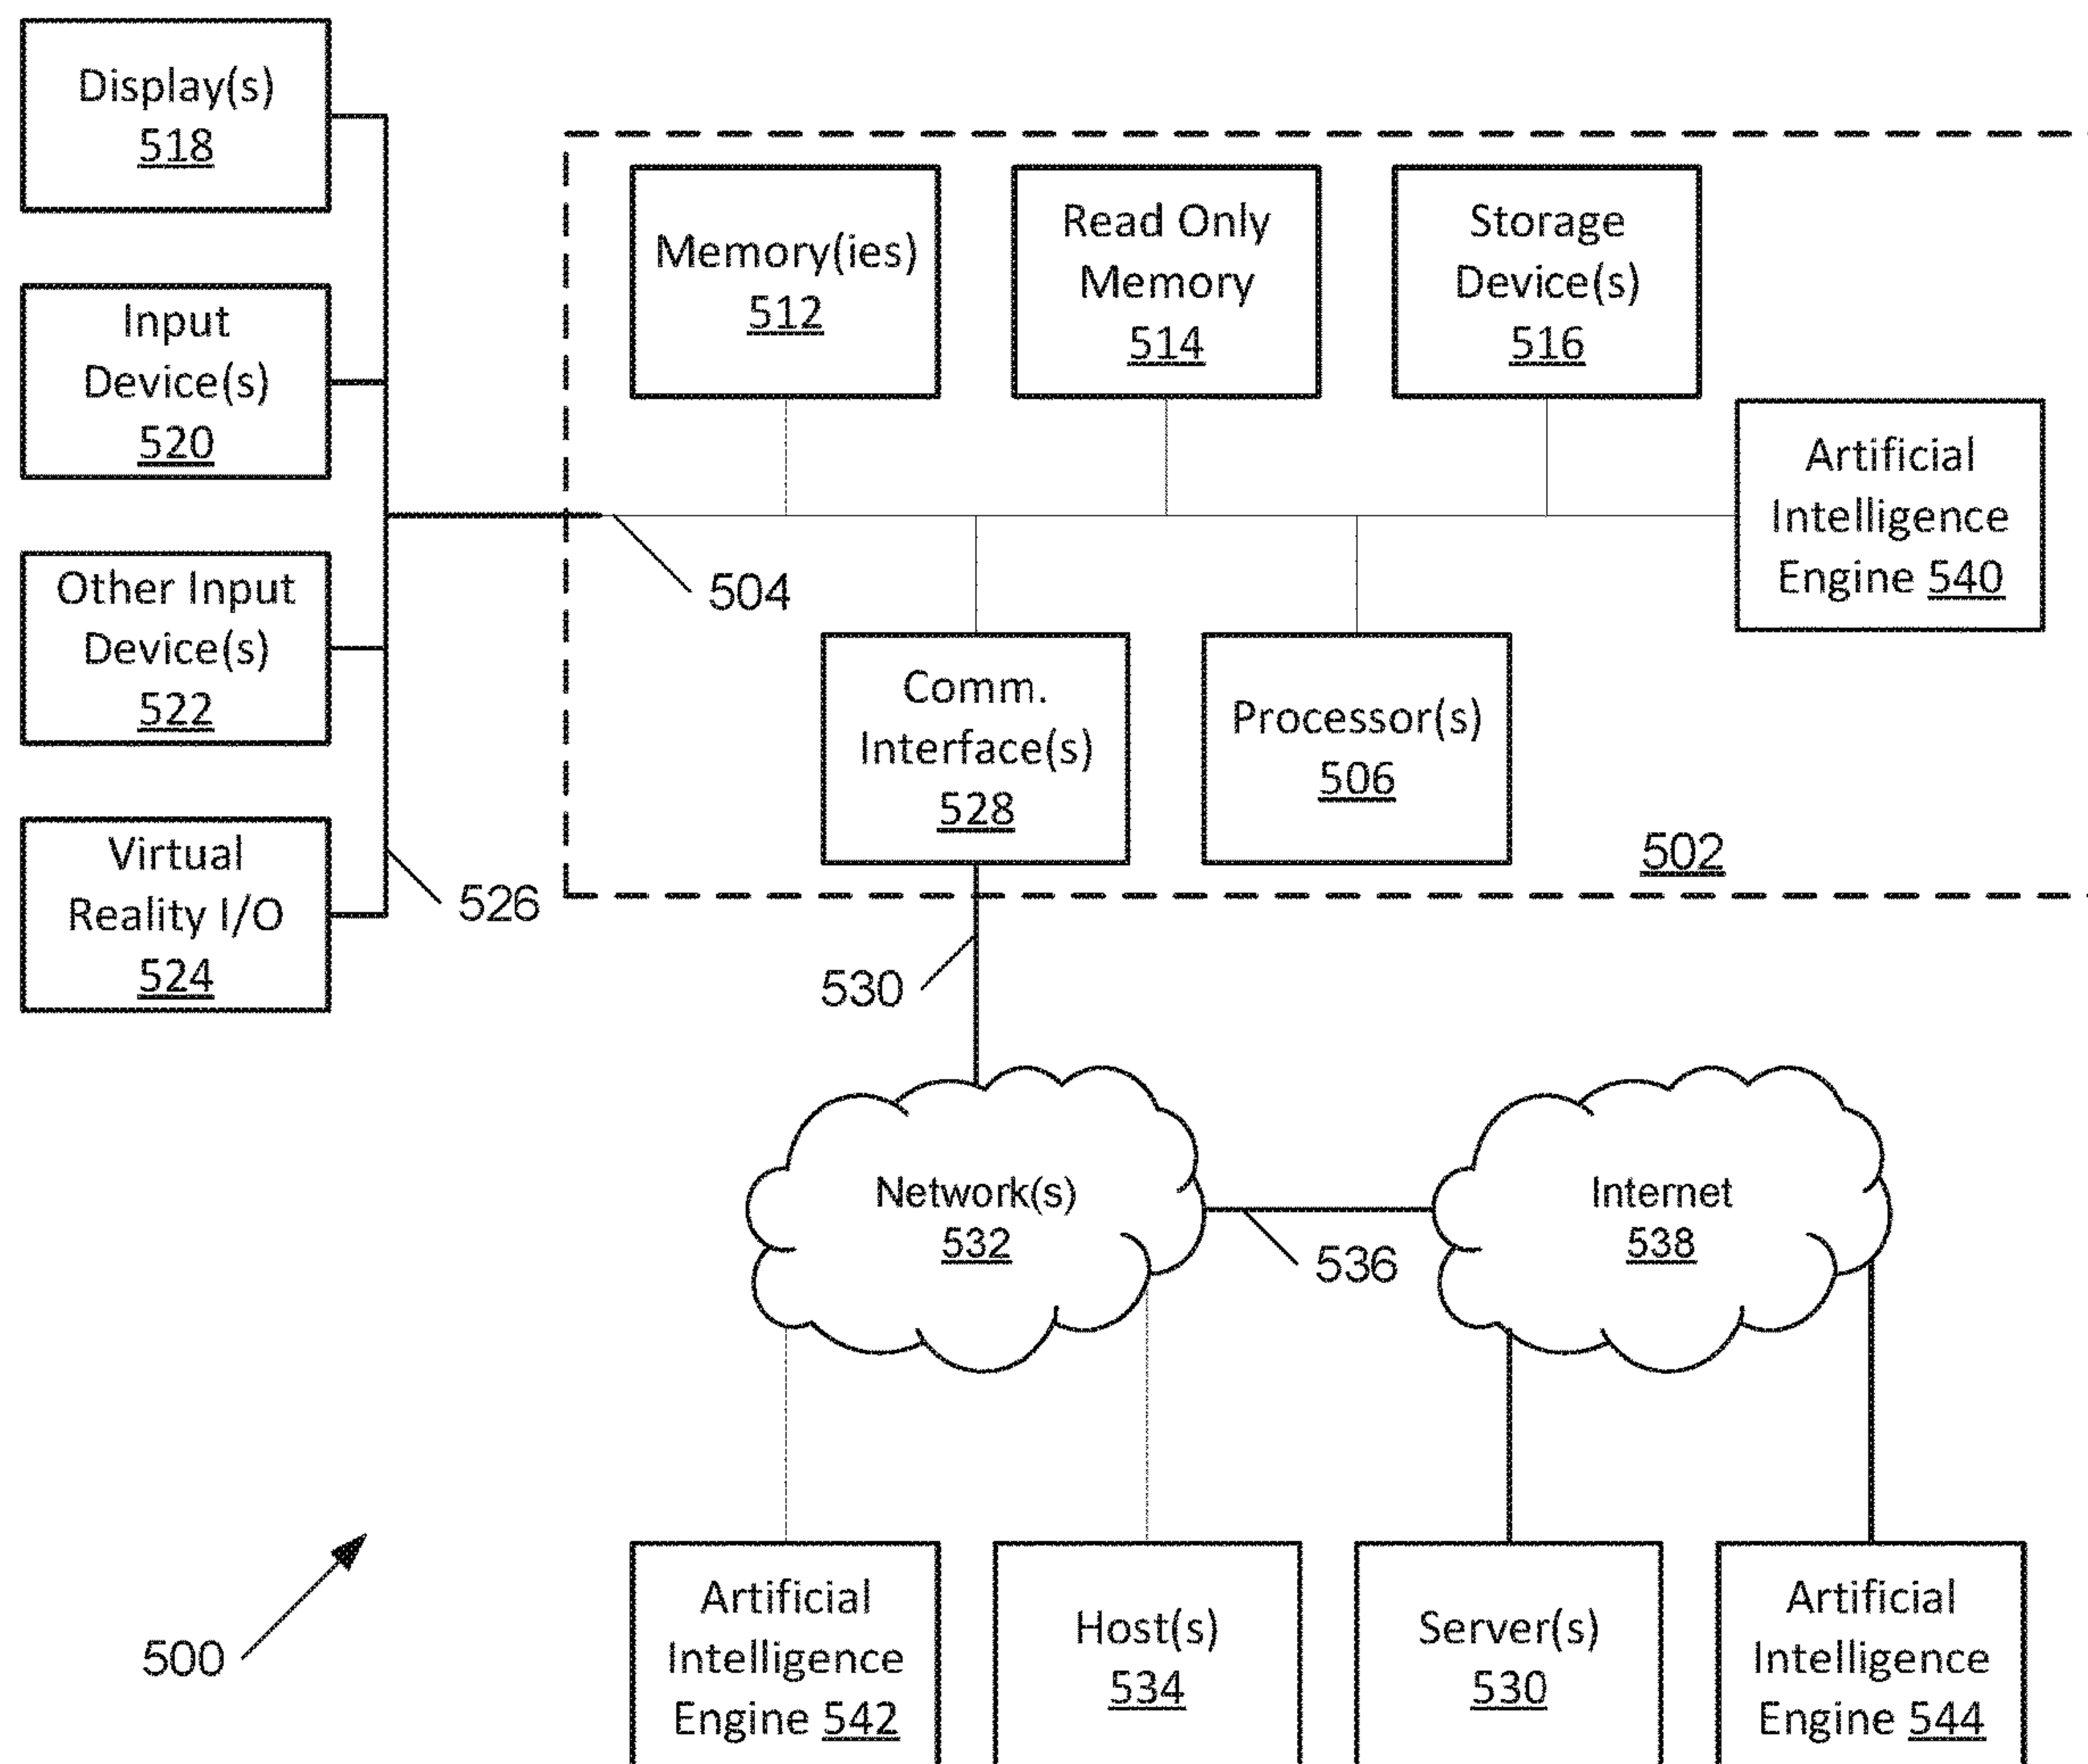 Display(s)
518
Input
Device(s)
520
Other Input
Device(s)
522
Virtual
Reality I/O
524
526
Memory(ies)
512
Read Only
Memory
514
Storage
Device(s)
516
Artificial
Intelligence
Engine 540
504
Comm.
Interface(s)
528
Processor(s)
506
502
530
Network(s)
532
536
Internet
538
500
Artificial
Intelligence
Engine 542
Host(s)
534
Server(s)
530
Artificial
Intelligence
Engine 544